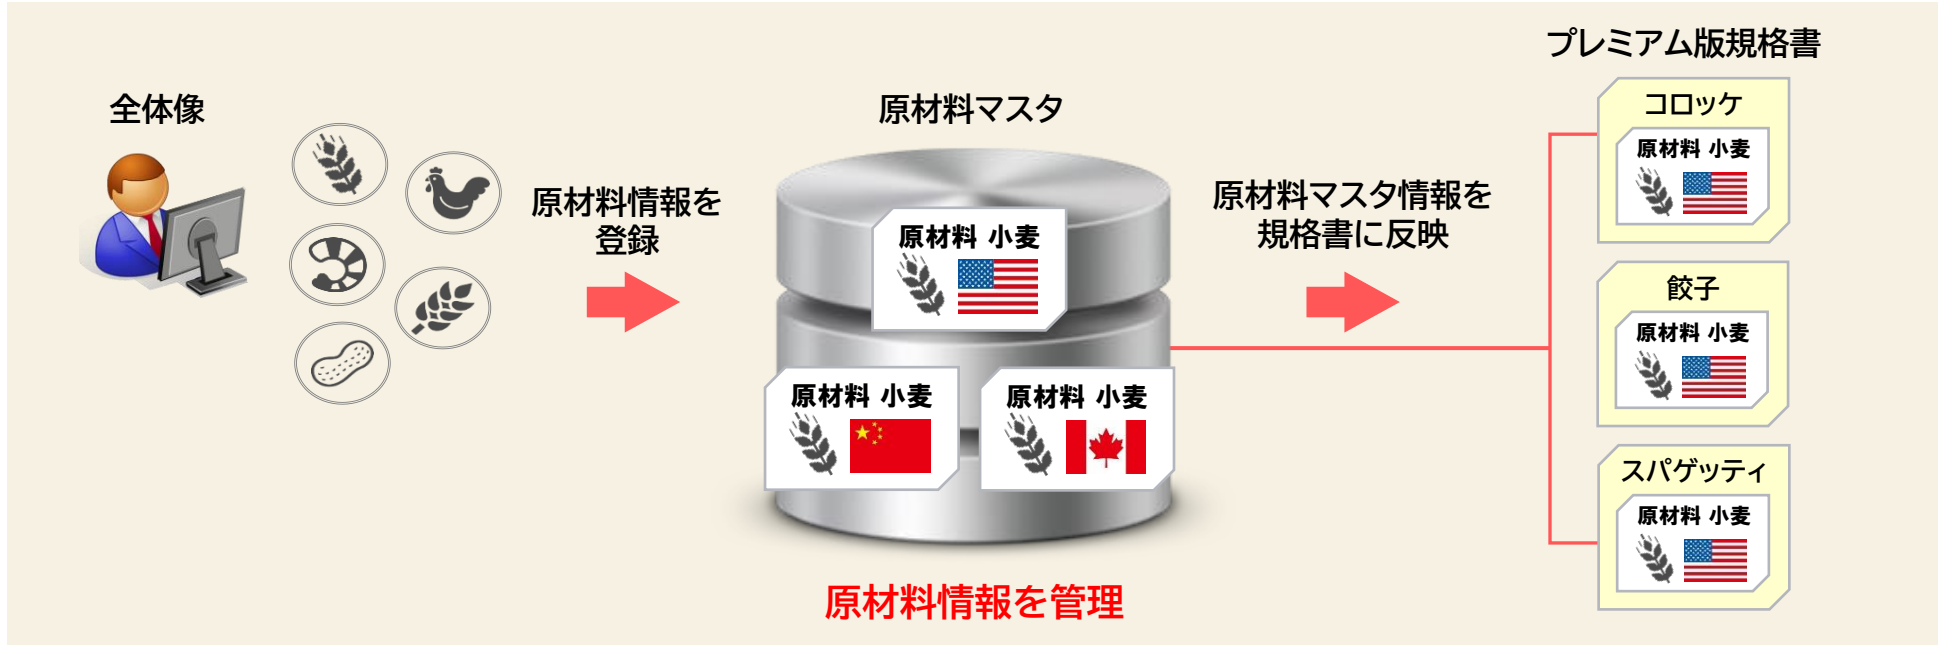 全体像
原材料情報を
登録
原材料マスタ
原材料 小麦
原材料 小麦
原材料 小麦
原材料情報を管理
原材料マスタ情報を
規格書に反映
プレミアム版規格書
コロッケ
原材料 小麦
餃子
原材料 小麦
スパゲッティ
原材料 小麦